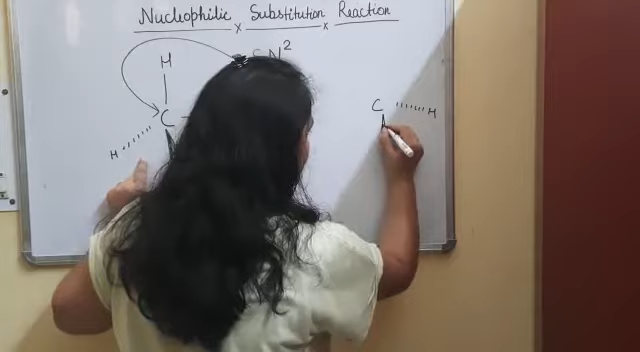 Nucleophilic Substitution Reaction
x x
SN2
H
C H
C
H